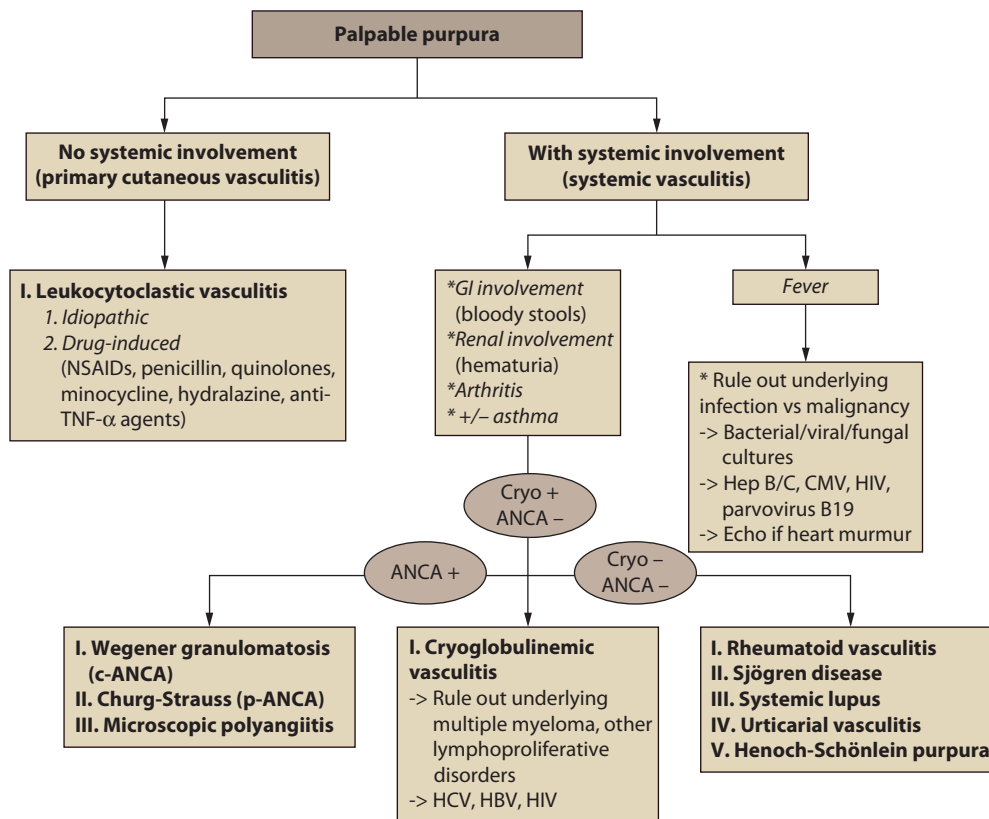 Palpable purpura
No systemic involvement
(primary cutaneous vasculitis)
With systemic involvement
(systemic vasculitis)
I. Leukocytoclastic vasculitis
1. Idiopathic
2. Drug-induced
(NSAIDs, penicillin, quinolones,
minocycline, hydralazine, anti-
TNF-α agents)
*GI involvement
(bloody stools)
*Renal involvement
(hematuria)
*Arthritis
* +/– asthma
Fever
* Rule out underlying
infection vs malignancy
-> Bacterial/viral/fungal
cultures
-> Hep B/C, CMV, HIV,
parvovirus B19
-> Echo if heart murmur
Cryo +
ANCA –
ANCA +
Cryo –
ANCA –
I. Wegener granulomatosis
(c-ANCA)
II. Churg-Strauss (p-ANCA)
III. Microscopic polyangiitis
I. Cryoglobulinemic
vasculitis
-> Rule out underlying
multiple myeloma, other
lymphoproliferative
disorders
-> HCV, HBV, HIV
I. Rheumatoid vasculitis
II. Sjögren disease
III. Systemic lupus
IV. Urticarial vasculitis
V. Henoch-Schönlein purpura